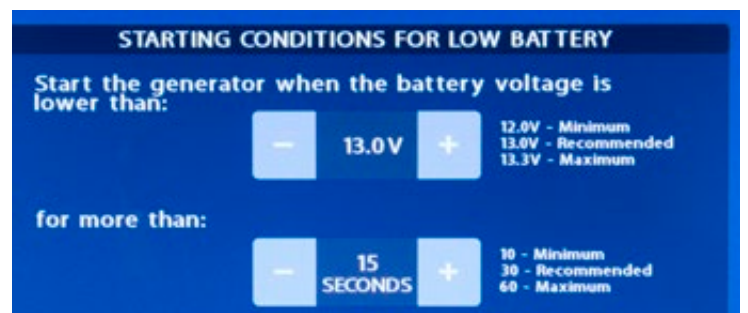 STARTING CONDITIONS FOR LOW BATTERY
Start the generator when the battery voltage is
lower than:
− 13.0 V +
12.0V - Minimum
13.0V - Recommended
13.3V - Maximum
for more than:
− 15 +
SECONDS
10 - Minimum
30 - Recommended
60 - Maximum